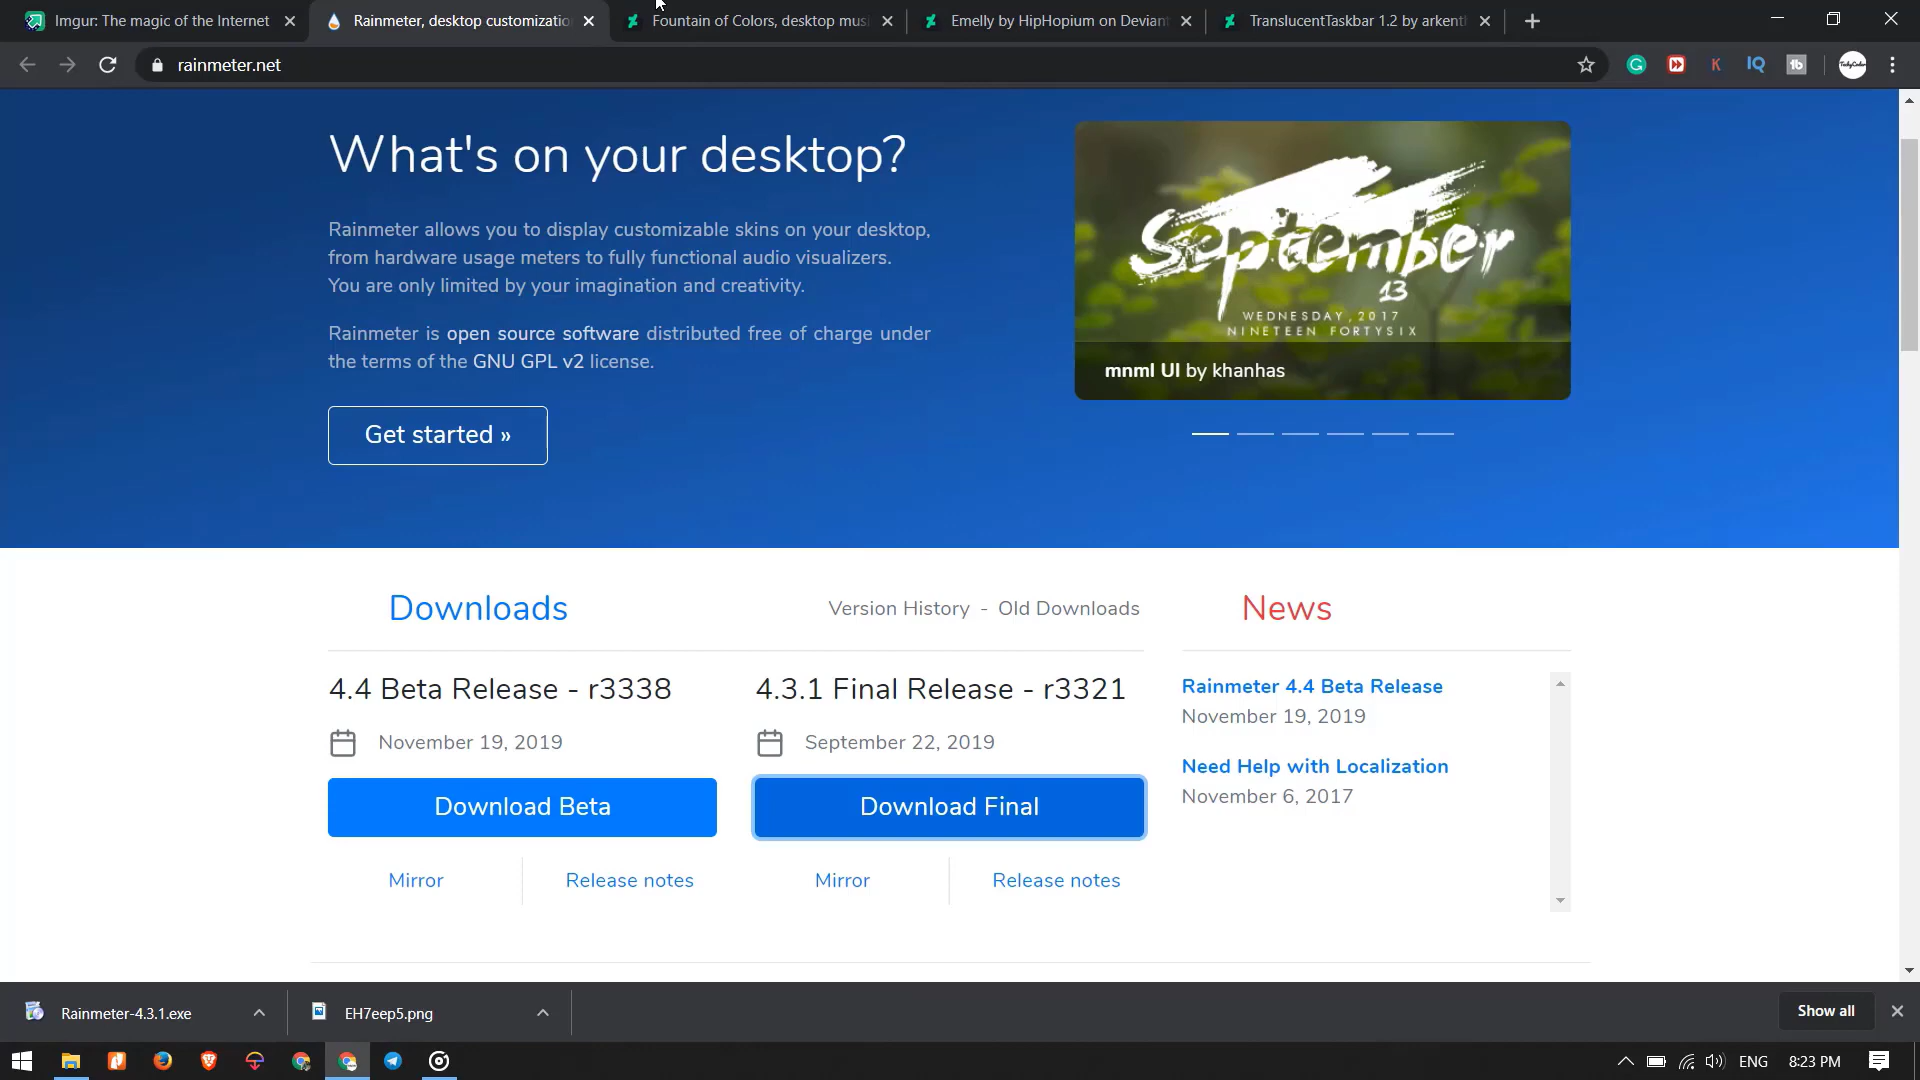 Imgur: The magic of the Internet
Rainmeter, desktop customizatio
Fountain of Colors, desktop musi
Emelly by HipHopium on Deviant
TranslucentTaskbar 1.2 by arkent
rainmeter.net
What's on your desktop?
Rainmeter allows you to display customizable skins on your desktop,
from hardware usage meters to fully functional audio visualizers.
You are only limited by your imagination and creativity.
Rainmeter is open source software distributed free of charge under
the terms of the GNU GPL v2 license.
Get started »
September
13
WEDNESDAY, 2017
NINETEEN FORTYSIX
mnml UI by khanhas
Downloads
Version History - Old Downloads
News
4.4 Beta Release - r3338
November 19, 2019
Download Beta
Mirror
Release notes
4.3.1 Final Release - r3321
September 22, 2019
Download Final
Mirror
Release notes
Rainmeter 4.4 Beta Release
November 19, 2019
Need Help with Localization
November 6, 2017
Rainmeter-4.3.1.exe
EH7eep5.png
Show all
ENG
8:23 PM